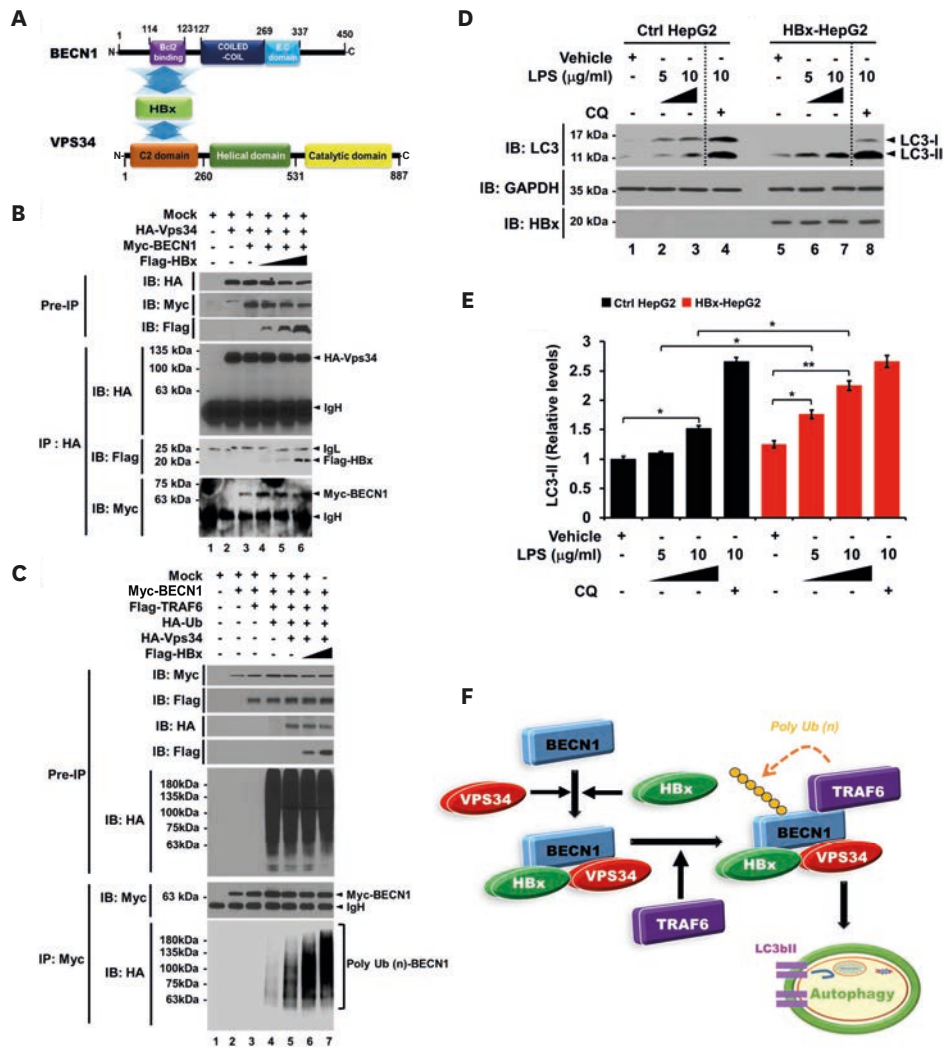 A
1 114 123 127 269 337 450
BECN1 N- Bcl2 binding COILED -COIL E.C domain -C
HBx
VPS34 N- C2 domain Helical domain Catalytic domain -C
1 260 531 887
B
Mock + + + + + +
HA-Vps34 - + + + + +
Myc-BECN1 - - + + + +
Flag-HBx - - -
Pre-IP
IB: HA
IB: Myc
IB: Flag
IP : HA
IB: HA
135 kDa
100 kDa
63 kDa
HA-Vps34
IgH
IB: Flag
25 kDa
20 kDa
IgL
Flag-HBx
IB: Myc
75 kDa
63 kDa
Myc-BECN1
IgH
1 2 3 4 5 6
C
Mock + + + + + + -
Myc-BECN1 - + + + + + +
Flag-TRAF6 - - + + + + +
HA-Ub - - - + + + +
HA-Vps34 - - - - + + +
Flag-HBx - - - - -
Pre-IP
IB: Myc
IB: Flag
IB: HA
IB: Flag
IB: HA
180kDa
135kDa
100kDa
75kDa
63kDa
IP: Myc
IB: Myc
63 kDa
Myc-BECN1
IgH
IB: HA
180kDa
135kDa
100kDa
75kDa
63kDa
Poly Ub (n)-BECN1
1 2 3 4 5 6 7
D
Ctrl HepG2 HBx-HepG2
Vehicle + - - - + - - -
LPS (µg/ml) - 5 10 10 - 5 10 10
CQ - + - +
IB: LC3
17 kDa
11 kDa
LC3-I
LC3-II
IB: GAPDH
35 kDa
IB: HBx
20 kDa
1 2 3 4 5 6 7 8
E
Ctrl HepG2 HBx-HepG2
LC3-II (Relative levels)
3
2.5
2
1.5
1
0.5
0
* * * * **
Vehicle + - - - + - - -
LPS (µg/ml) - 5 10 10 - 5 10 10
CQ - + - +
F
BECN1
VPS34
HBx
BECN1
HBx
VPS34
TRAF6
Poly Ub (n)
TRAF6
BECN1
HBx
VPS34
LC3bII
Autophagy